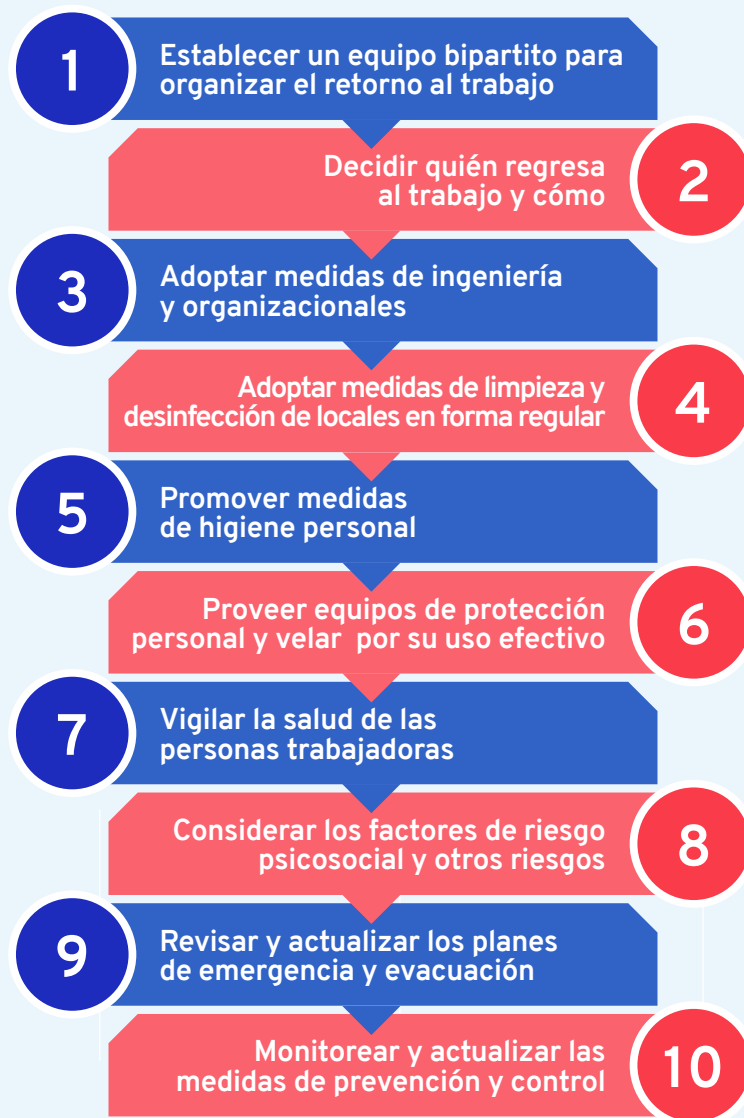 1
Establecer un equipo bipartito para
organizar el retorno al trabajo
Decidir quién regresa
al trabajo y cómo
2
3
Adoptar medidas de ingeniería
y organizacionales
Adoptar medidas de limpieza y
desinfección de locales en forma regular
4
5
Promover medidas
de higiene personal
Proveer equipos de protección
personal y velar por su uso efectivo
6
7
Vigilar la salud de las
personas trabajadoras
Considerar los factores de riesgo
psicosocial y otros riesgos
8
9
Revisar y actualizar los planes
de emergencia y evacuación
Monitorear y actualizar las
medidas de prevención y control
10